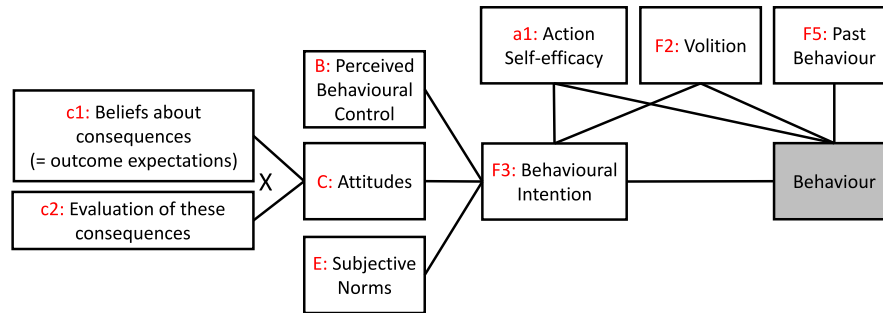 a1: Action
Self-efficacy
F2: Volition
F5: Past
Behaviour
B: Perceived
Behavioural
Control
c1: Beliefs about
consequences
(= outcome expectations)
X
C: Attitudes
F3: Behavioural
Intention
Behaviour
c2: Evaluation of these
consequences
E: Subjective
Norms